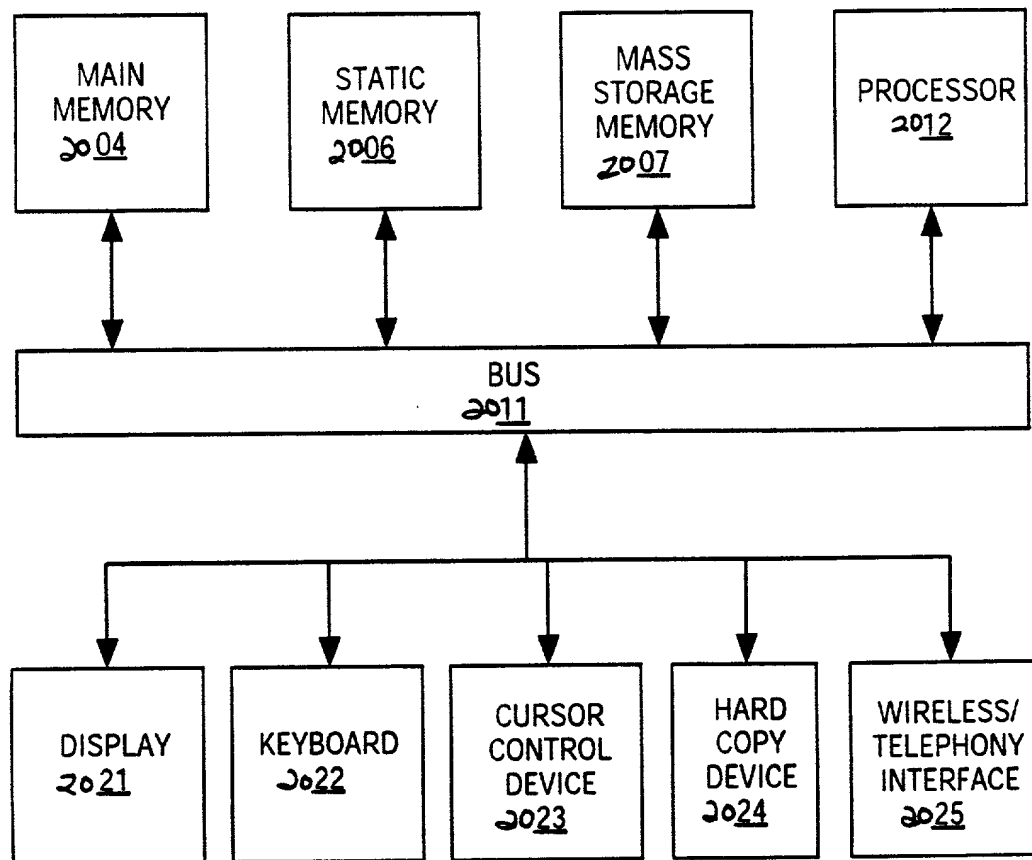 MAIN
MEMORY
2004
STATIC
MEMORY
2006
MASS
STORAGE
MEMORY
2007
PROCESSOR
2012
BUS
2011
DISPLAY
2021
KEYBOARD
2022
CURSOR
CONTROL
DEVICE
2023
HARD
COPY
DEVICE
2024
WIRELESS/
TELEPHONY
INTERFACE
2025